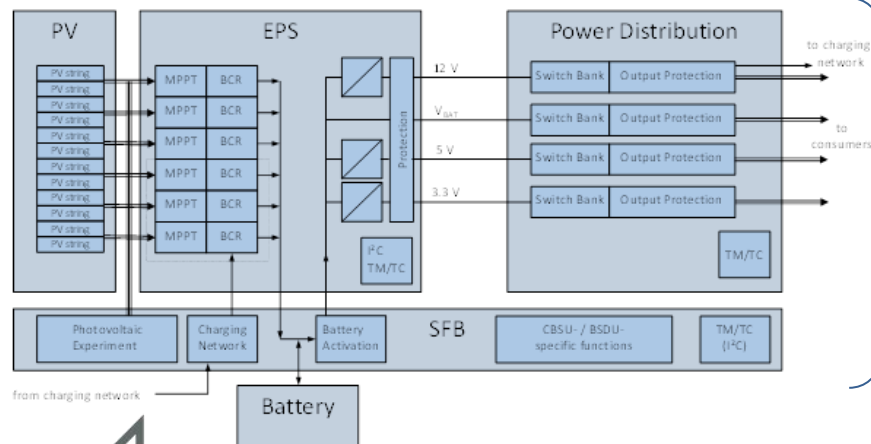 PV
EPS
Power Distribution
to charging
network
PV string
PV string
PV string
PV string
PV string
PV string
PV string
PV string
PV string
PV string
PV string
PV string
MPPT BCR
MPPT BCR
MPPT BCR
MPPT BCR
MPPT BCR
MPPT BCR
Protection
12 V
VBAT
5 V
3.3 V
Switch Bank Output Protection
Switch Bank Output Protection
Switch Bank Output Protection
Switch Bank Output Protection
to
consumers
I²C
TM/TC
TM/TC
Photovoltaic
Experiment
Charging
Network
Battery
Activation
SFB
CBSU- / BSDU-
specific functions
TM/TC
(I²C)
from charging network
Battery